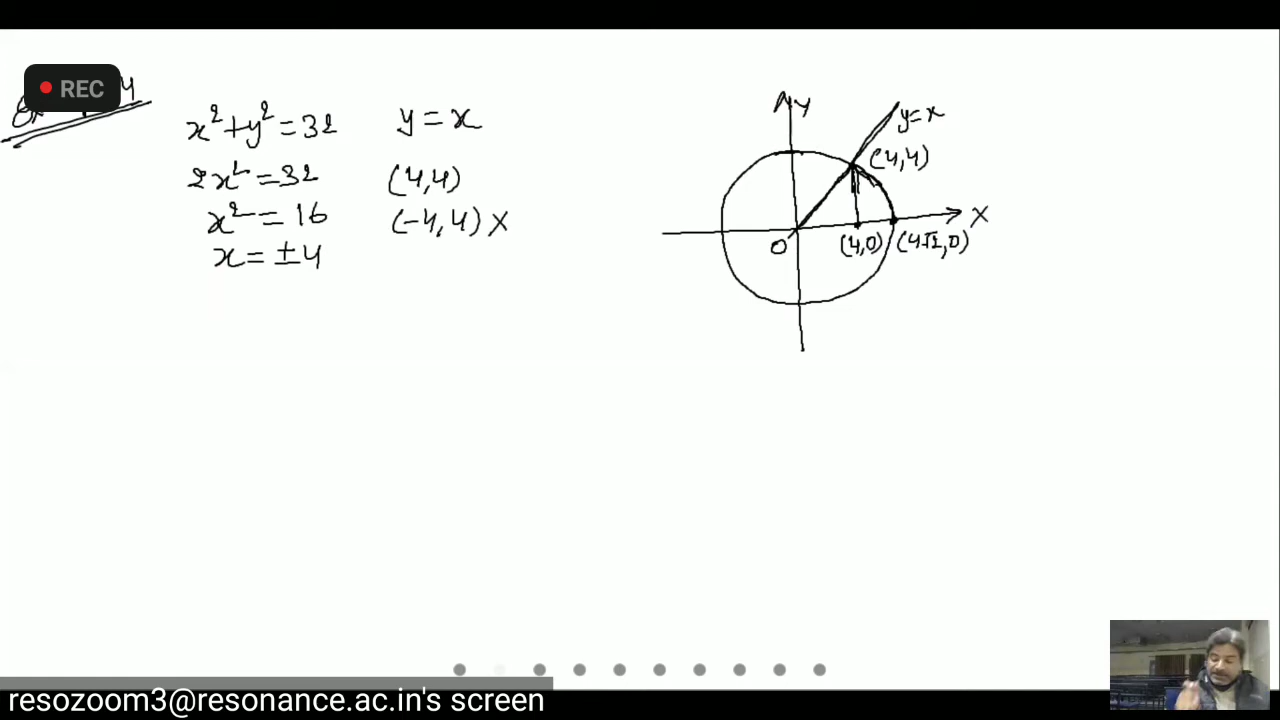 REC
x²+y²=32 y=x
2x²=32 (4,4)
x²=16 (-4,4) X
x=±4
Y
y=x
(4,4)
X
O (4,0) (4√2,0)
resozoom3@resonance.ac.in's screen